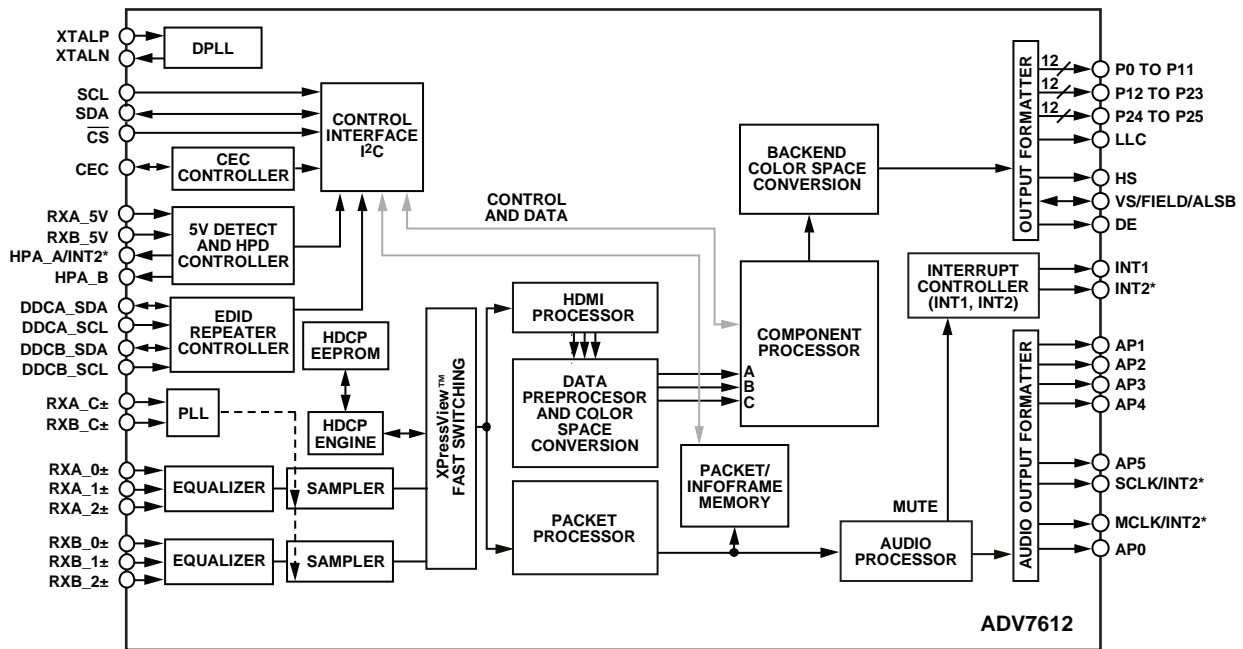 XTALP
XTALN
DPLL
SCL
SDA
CS
CEC
CEC
CONTROLLER
CONTROL
INTERFACE
I2C
RXA_5V
RXB_5V
HPA_A/INT2*
HPA_B
5V DETECT
AND HPD
CONTROLLER
DDCA_SDA
DDCA_SCL
DDCB_SDA
DDCB_SCL
EDID
REPEATER
CONTROLLER
HDCP
EEPROM
HDCP
ENGINE
RXA_C±
RXB_C±
PLL
RXA_0±
RXA_1±
RXA_2±
EQUALIZER
SAMPLER
RXB_0±
RXB_1±
RXB_2±
EQUALIZER
SAMPLER
XPressView™
FAST SWITCHING
CONTROL
AND DATA
HDMI
PROCESSOR
DATA
PREPROCESOR
AND COLOR
SPACE
CONVERSION
PACKET
PROCESSOR
A
B
C
COMPONENT
PROCESSOR
BACKEND
COLOR SPACE
CONVERSION
PACKET/
INFOFRAME
MEMORY
MUTE
AUDIO
PROCESSOR
INTERRUPT
CONTROLLER
(INT1, INT2)
OUTPUT FORMATTER
12
P0 TO P11
12
P12 TO P23
12
P24 TO P25
LLC
HS
VS/FIELD/ALSB
DE
INT1
INT2*
AUDIO OUTPUT FORMATTER
AP1
AP2
AP3
AP4
AP5
SCLK/INT2*
MCLK/INT2*
AP0
ADV7612